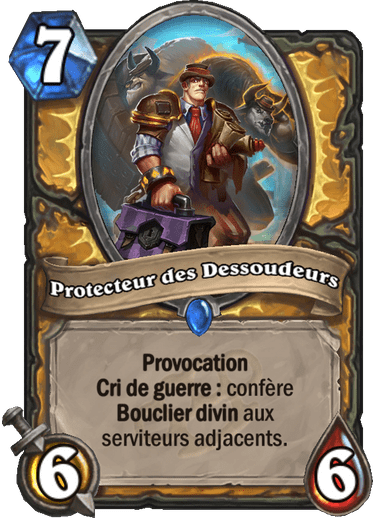 7
Protecteur des Dessoudeurs
Provocation
Cri de guerre : confère
Bouclier divin aux
serviteurs adjacents.
6
6